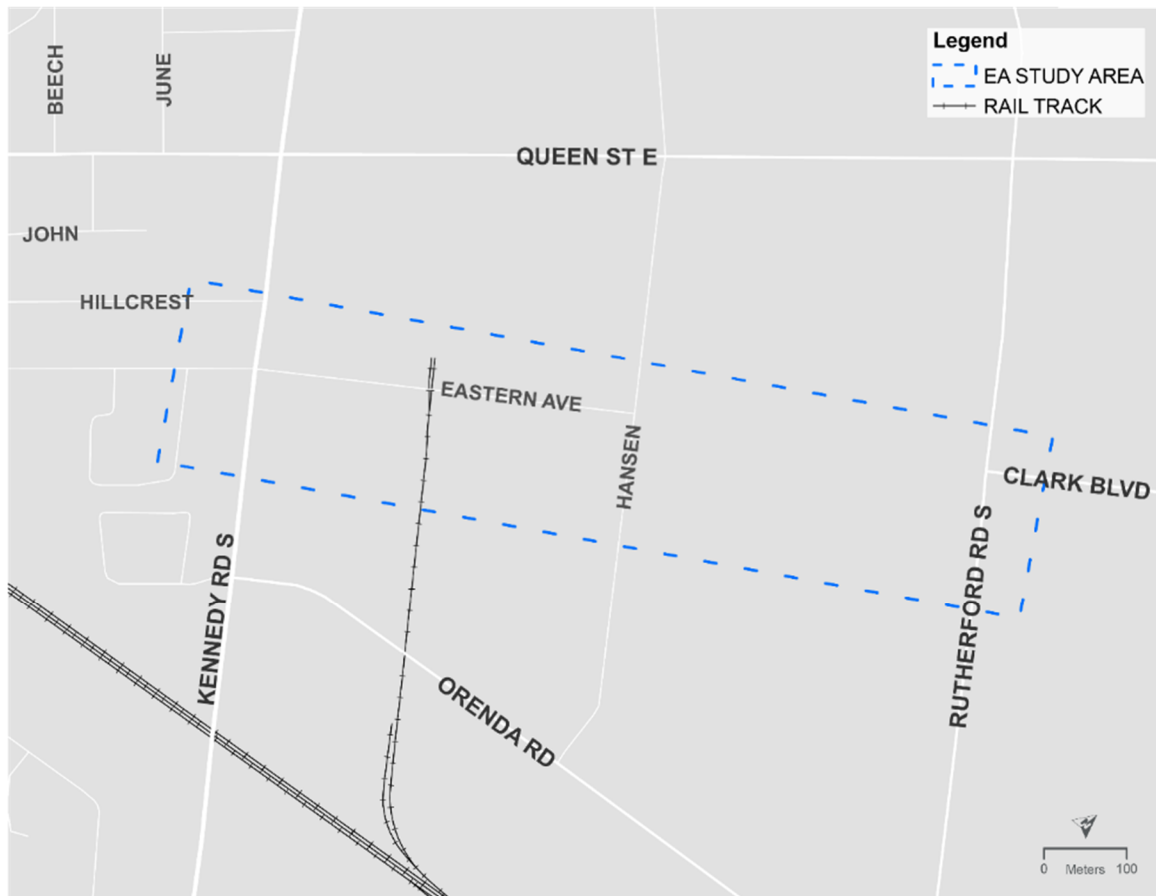 BEECH
JUNE
Legend
EA STUDY AREA
RAIL TRACK
QUEEN ST E
JOHN
HILLCREST
EASTERN AVE
HANSEN
CLARK BLVD
KENNEDY RD S
RUTHERFORD RD S
ORENDA RD
0 Meters 100